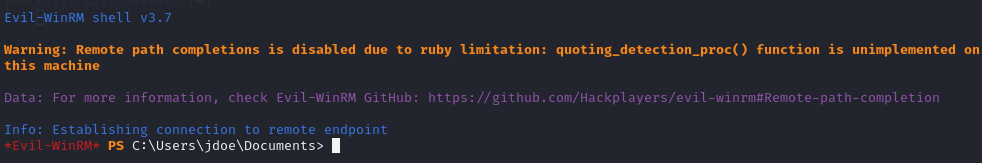 Evil-WinRM shell v3.7
Warning: Remote path completions is disabled due to ruby limitation: quoting_detection_proc() function is unimplemented on
this machine
Data: For more information, check Evil-WinRM GitHub: https://github.com/Hackplayers/evil-winrm#Remote-path-completion
Info: Establishing connection to remote endpoint
*Evil-WinRM* PS C:\Users\jdoe\Documents>